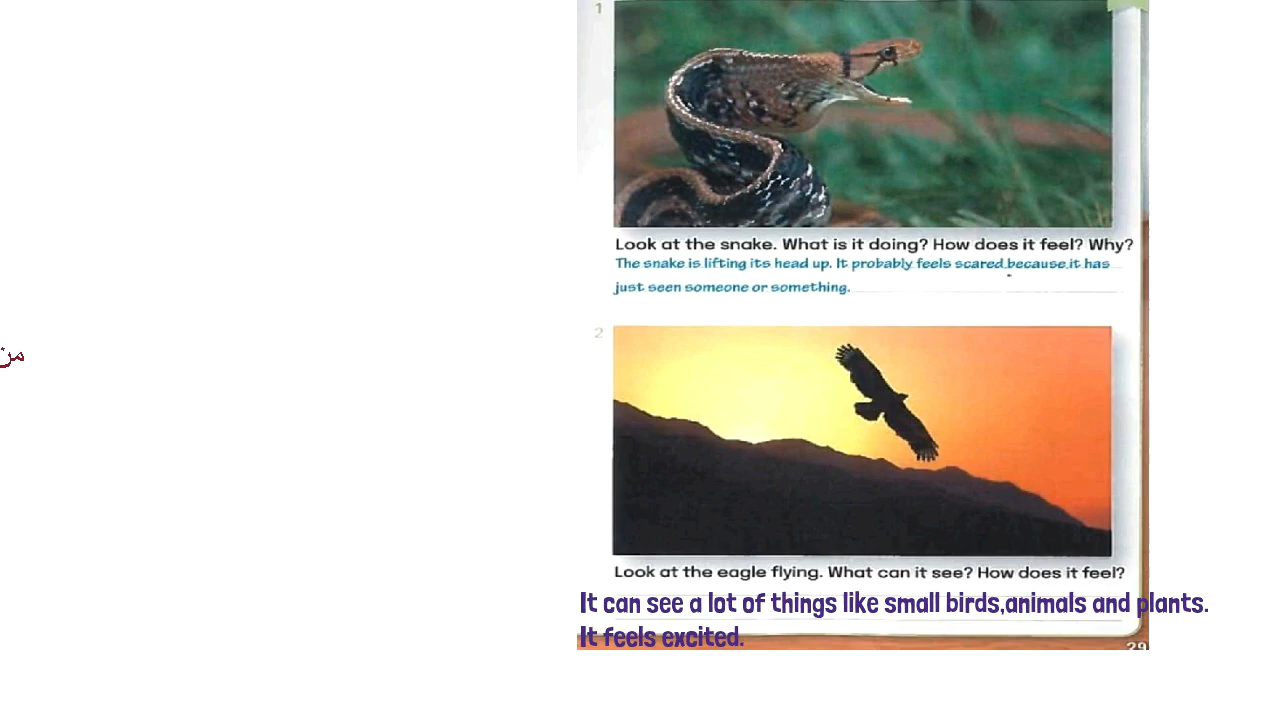 1
Look at the snake. What is it doing? How does it feel? Why?
The snake is lifting its head up. It probably feels scared because it has
just seen someone or something.
من
2
Look at the eagle flying. What can it see? How does it feel?
It can see a lot of things like small birds,animals and plants.
It feels excited.
29